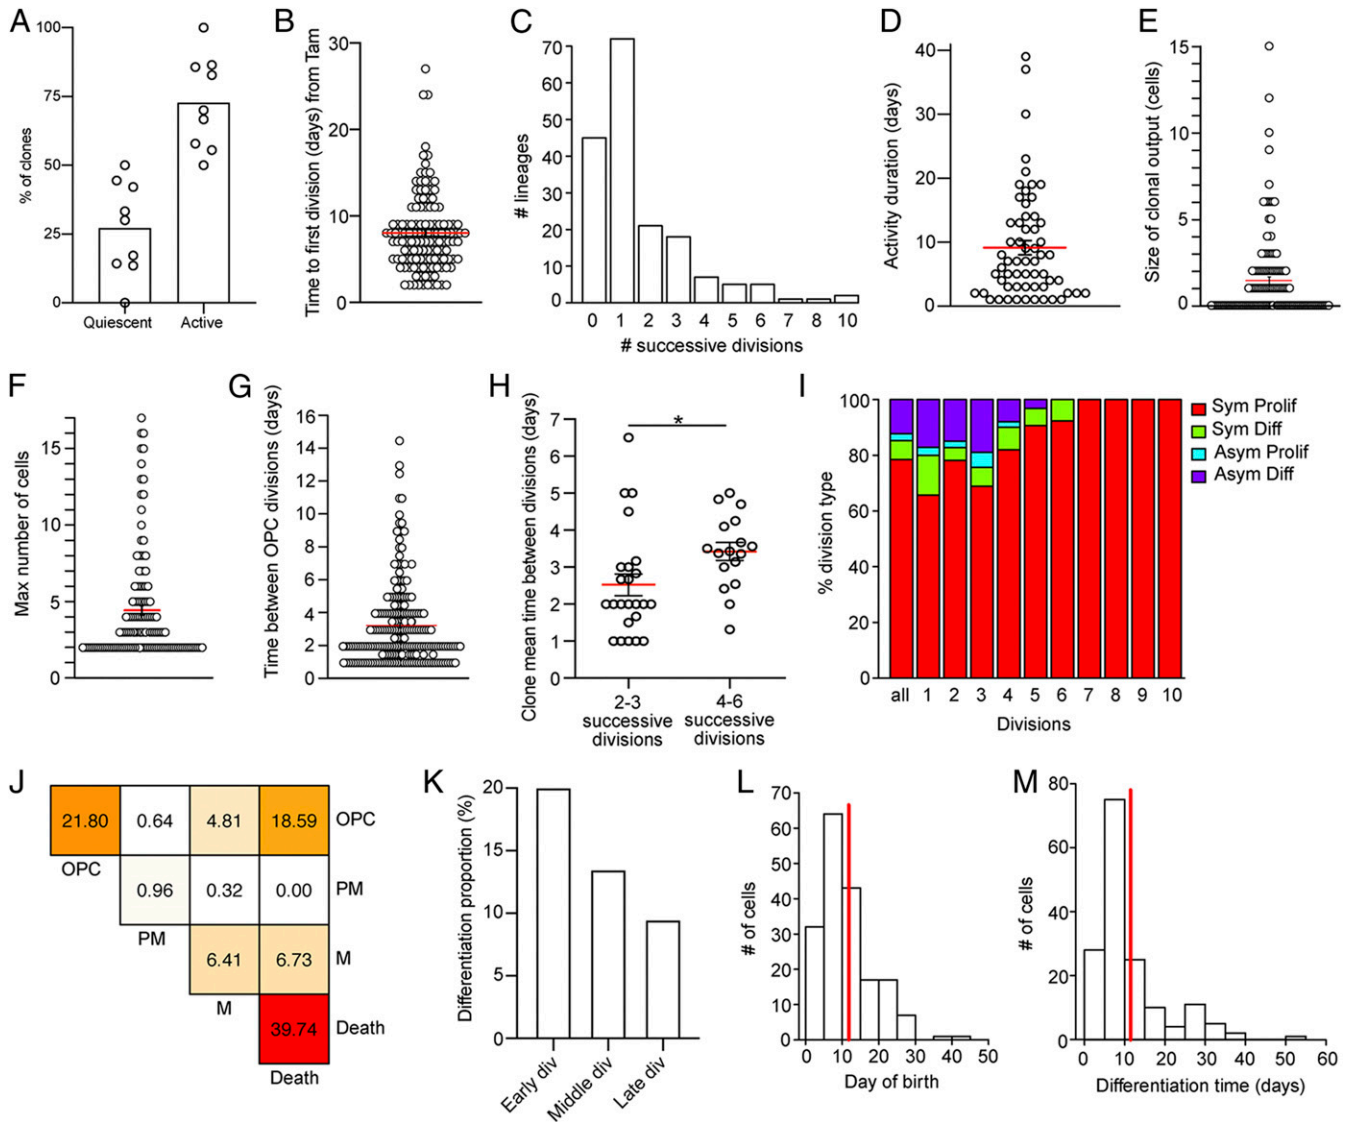 A
% of clones
100
75
50
25
0
Quiescent
Active
B
Time to first division (days) from Tam
30
20
10
0
C
# lineages
70
60
50
40
30
20
10
0
0 1 2 3 4 5 6 7 8 10
# successive divisions
D
Activity duration (days)
40
30
20
10
0
E
Size of clonal output (cells)
15
10
5
0
F
Max number of cells
15
10
5
0
G
Time between OPC divisions (days)
16
14
12
10
8
6
4
2
0
H
Clone mean time between divisions (days)
7
6
5
4
3
2
1
0
*
2-3
successive
divisions
4-6
successive
divisions
I
% division type
100
80
60
40
20
0
all 1 2 3 4 5 6 7 8 9 10
Divisions
Sym Prolif
Sym Diff
Asym Prolif
Asym Diff
J
21.80 0.64 4.81 18.59 OPC
OPC 0.96 0.32 0.00 PM
PM 6.41 6.73 M
M 39.74 Death
Death
K
Differentiation proportion (%)
20
15
10
5
0
Early div
Middle div
Late div
L
# of cells
70
60
50
40
30
20
10
0
0 10 20 30 40 50
Day of birth
M
# of cells
80
60
40
20
0
0 10 20 30 40 50 60
Differentiation time (days)